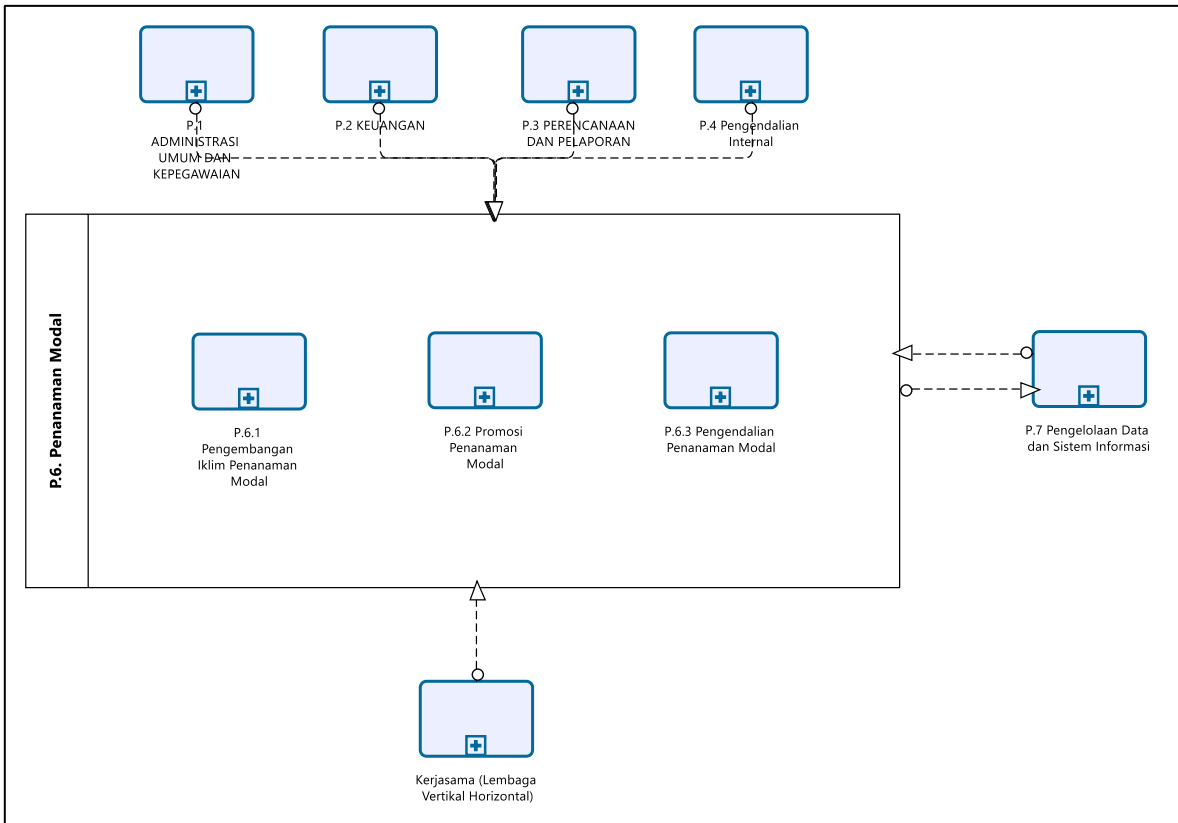 P.1
ADMINISTRASI
UMUM DAN
KEPEGAWAIAN
P.2 KEUANGAN
P.3 PERENCANAAN
DAN PELAPORAN
P.4 Pengendalian
Internal
P.6. Penanaman Modal
P.6.1
Pengembangan
Iklim Penanaman
Modal
P.6.2 Promosi
Penanaman
Modal
P.6.3 Pengendalian
Penanaman Modal
P.7 Pengelolaan Data
dan Sistem Informasi
Kerjasama (Lembaga
Vertikal Horizontal)